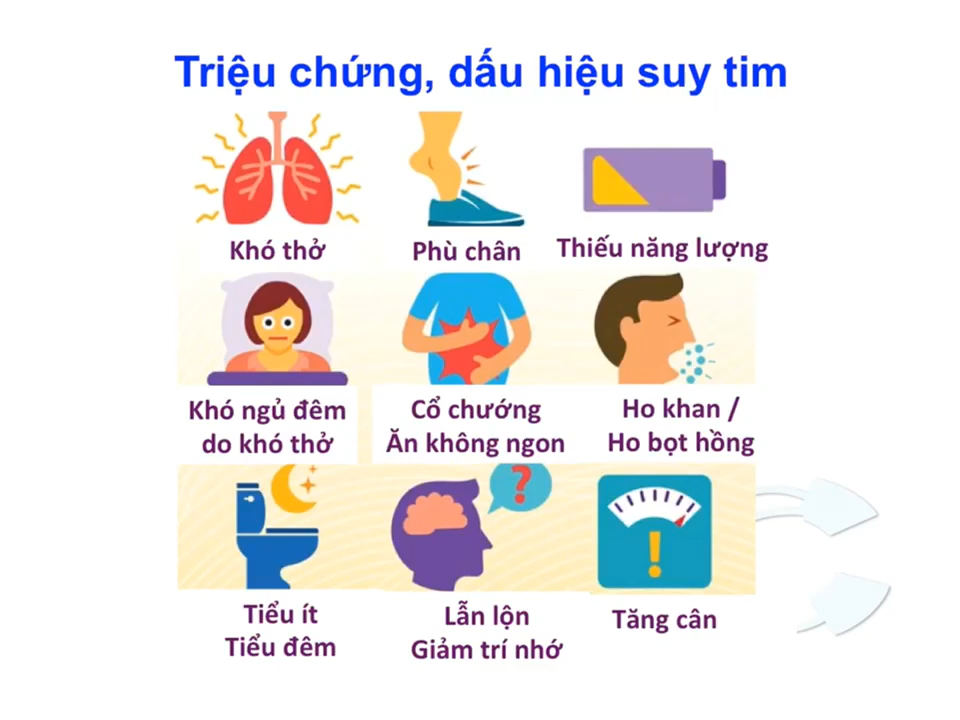 Triệu chứng, dấu hiệu suy tim
Khó thở
Phù chân
Thiếu năng lượng
Khó ngủ đêm
do khó thở
Cổ chướng
Ăn không ngon
Ho khan /
Ho bọt hồng
Tiểu ít
Tiểu đêm
Lẫn lộn
Giảm trí nhớ
Tăng cân